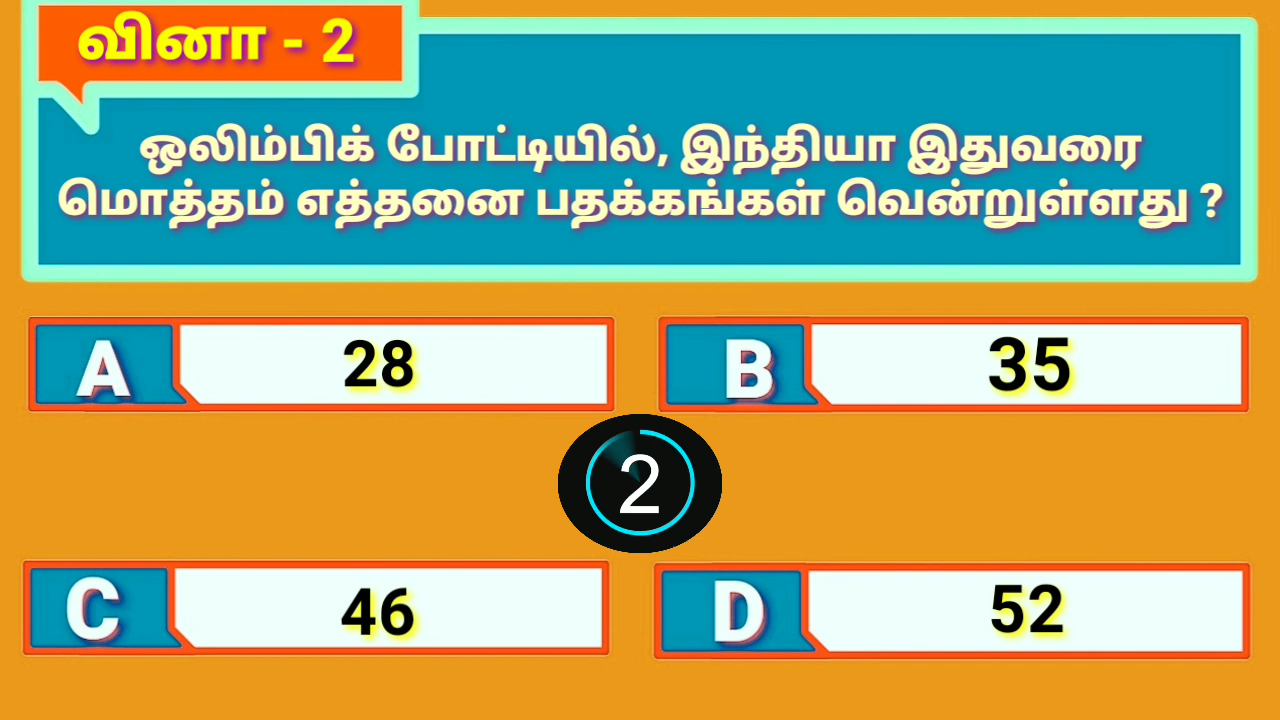 வினா - 2
ஒலிம்பிக் போட்டியில், இந்தியா இதுவரை
மொத்தம் எத்தனை பதக்கங்கள் வென்றுள்ளது ?
A 28
B 35
2
C 46
D 52